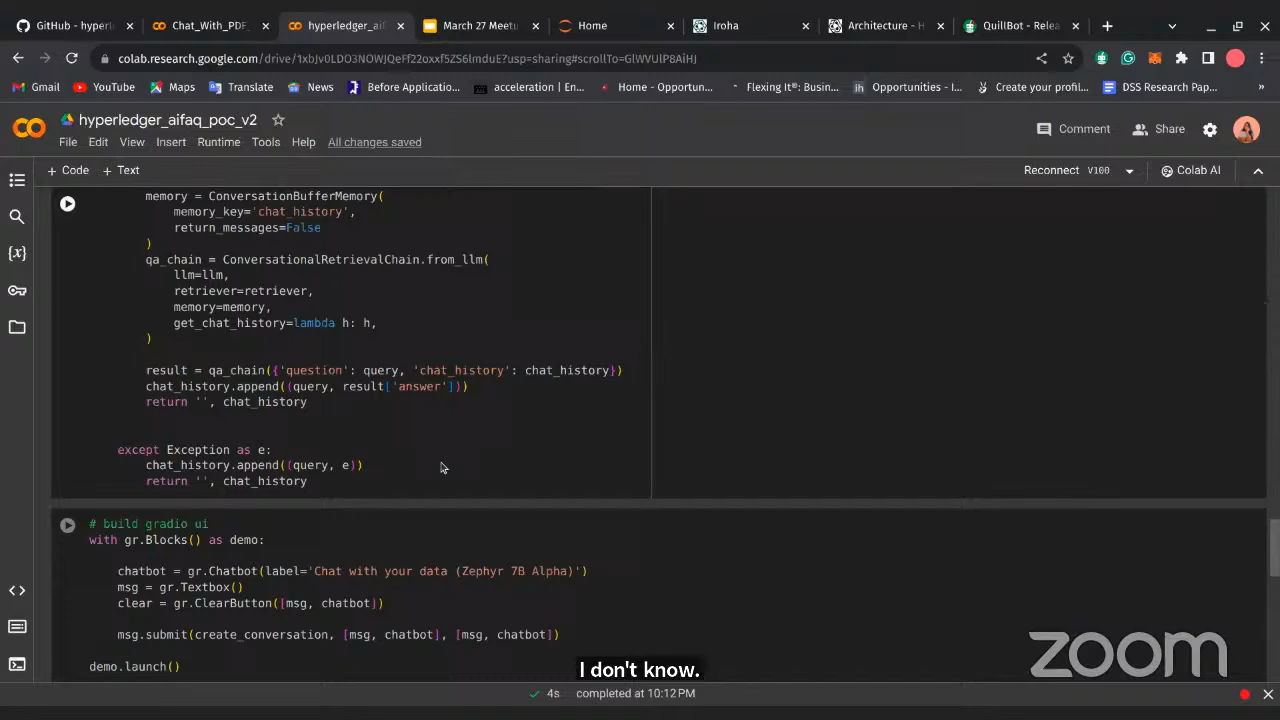 GitHub - hyperl
Chat_With_PDF_
hyperledger_ai
March 27 Meetu
Home
Iroha
Architecture - H
QuillBot - Relea
colab.research.google.com/drive/1xbJv0LDO3NOWJQeFf22oxxf5ZS6lmduE?usp=sharing#scrollTo=GlWVUlP8AiHJ
Gmail
YouTube
Maps
Translate
News
Before Applicatio...
acceleration | En...
Home - Opportun...
Flexing It®: Busin...
Opportunities - I...
Create your profil...
DSS Research Pap...
»
hyperledger_aifaq_poc_v2
File Edit View Insert Runtime Tools Help All changes saved
Comment
Share
+ Code + Text
Reconnect V100
Colab AI
memory = ConversationBufferMemory(
memory_key='chat_history',
return_messages=False
)
qa_chain = ConversationalRetrievalChain.from_llm(
llm=llm,
retriever=retriever,
memory=memory,
get_chat_history=lambda h: h,
)
result = qa_chain({'question': query, 'chat_history': chat_history})
chat_history.append((query, result['answer']))
return '', chat_history
except Exception as e:
chat_history.append((query, e))
return '', chat_history
# build gradio ui
with gr.Blocks() as demo:
chatbot = gr.Chatbot(label='Chat with your data (Zephyr 7B Alpha)')
msg = gr.Textbox()
clear = gr.ClearButton([msg, chatbot])
msg.submit(create_conversation, [msg, chatbot], [msg, chatbot])
demo.launch()
zoom
I don't know.
4s completed at 10:12 PM